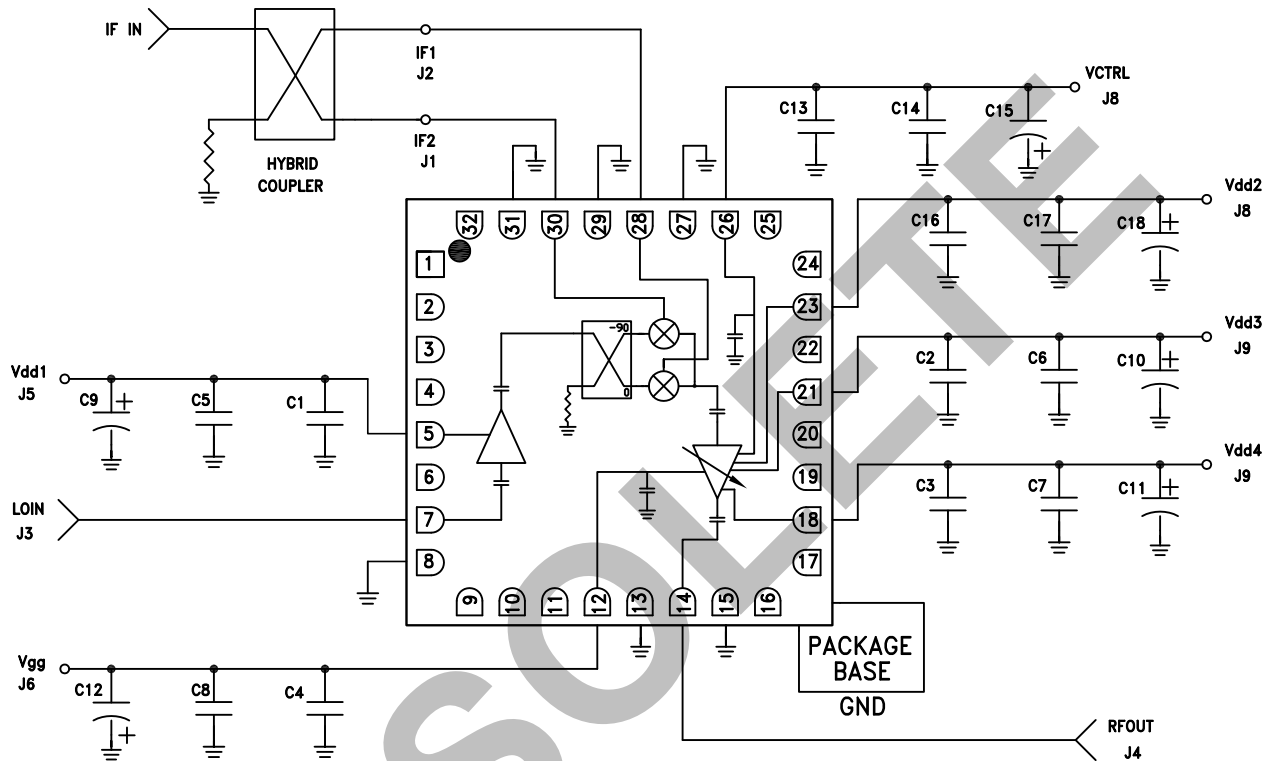 IF IN
IF1
J2
IF2
J1
HYBRID
COUPLER
VCTRL
J8
C13
C14
C15
+
Vdd2
J8
C16
C17
C18
+
Vdd3
J9
C2
C6
C10
+
Vdd4
J9
C3
C7
C11
+
Vdd1
J5
C9
+
C5
C1
LOIN
J3
Vgg
J6
C12
+
C8
C4
32
31
30
29
28
27
26
25
1
2
3
4
5
6
7
8
24
23
22
21
20
19
18
17
9
10
11
12
13
14
15
16
-90
0
PACKAGE
BASE
GND
RFOUT
J4
SOLETE